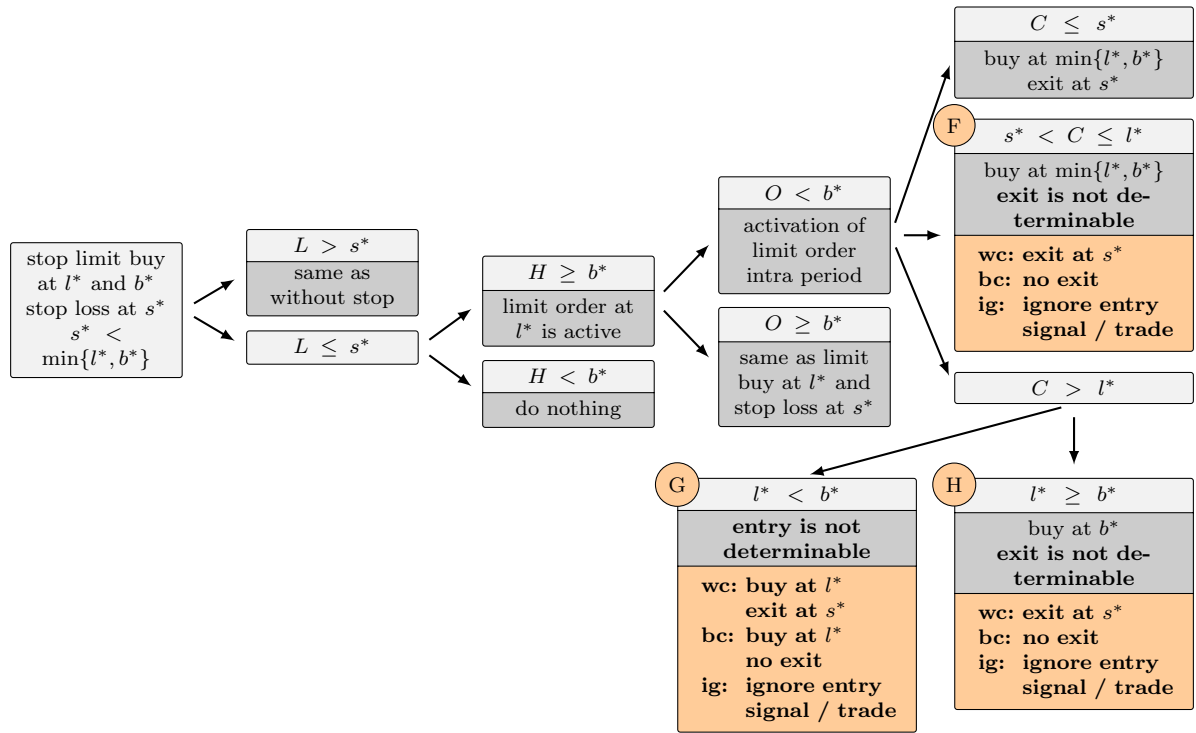 stop limit buy
at l* and b*
stop loss at s*
s* <
min{l*, b*}
L > s*
same as
without stop
L ≤ s*
H ≥ b*
limit order at
l* is active
H < b*
do nothing
O < b*
activation of
limit order
intra period
O ≥ b*
same as limit
buy at l* and
stop loss at s*
C ≤ s*
buy at min{l*, b*}
exit at s*
F
s* < C ≤ l*
buy at min{l*, b*}
exit is not de-
terminable
wc: exit at s*
bc: no exit
ig: ignore entry
signal / trade
C > l*
G
l* < b*
entry is not
determinable
wc: buy at l*
exit at s*
bc: buy at l*
no exit
ig: ignore entry
signal / trade
H
l* ≥ b*
buy at b*
exit is not de-
terminable
wc: exit at s*
bc: no exit
ig: ignore entry
signal / trade